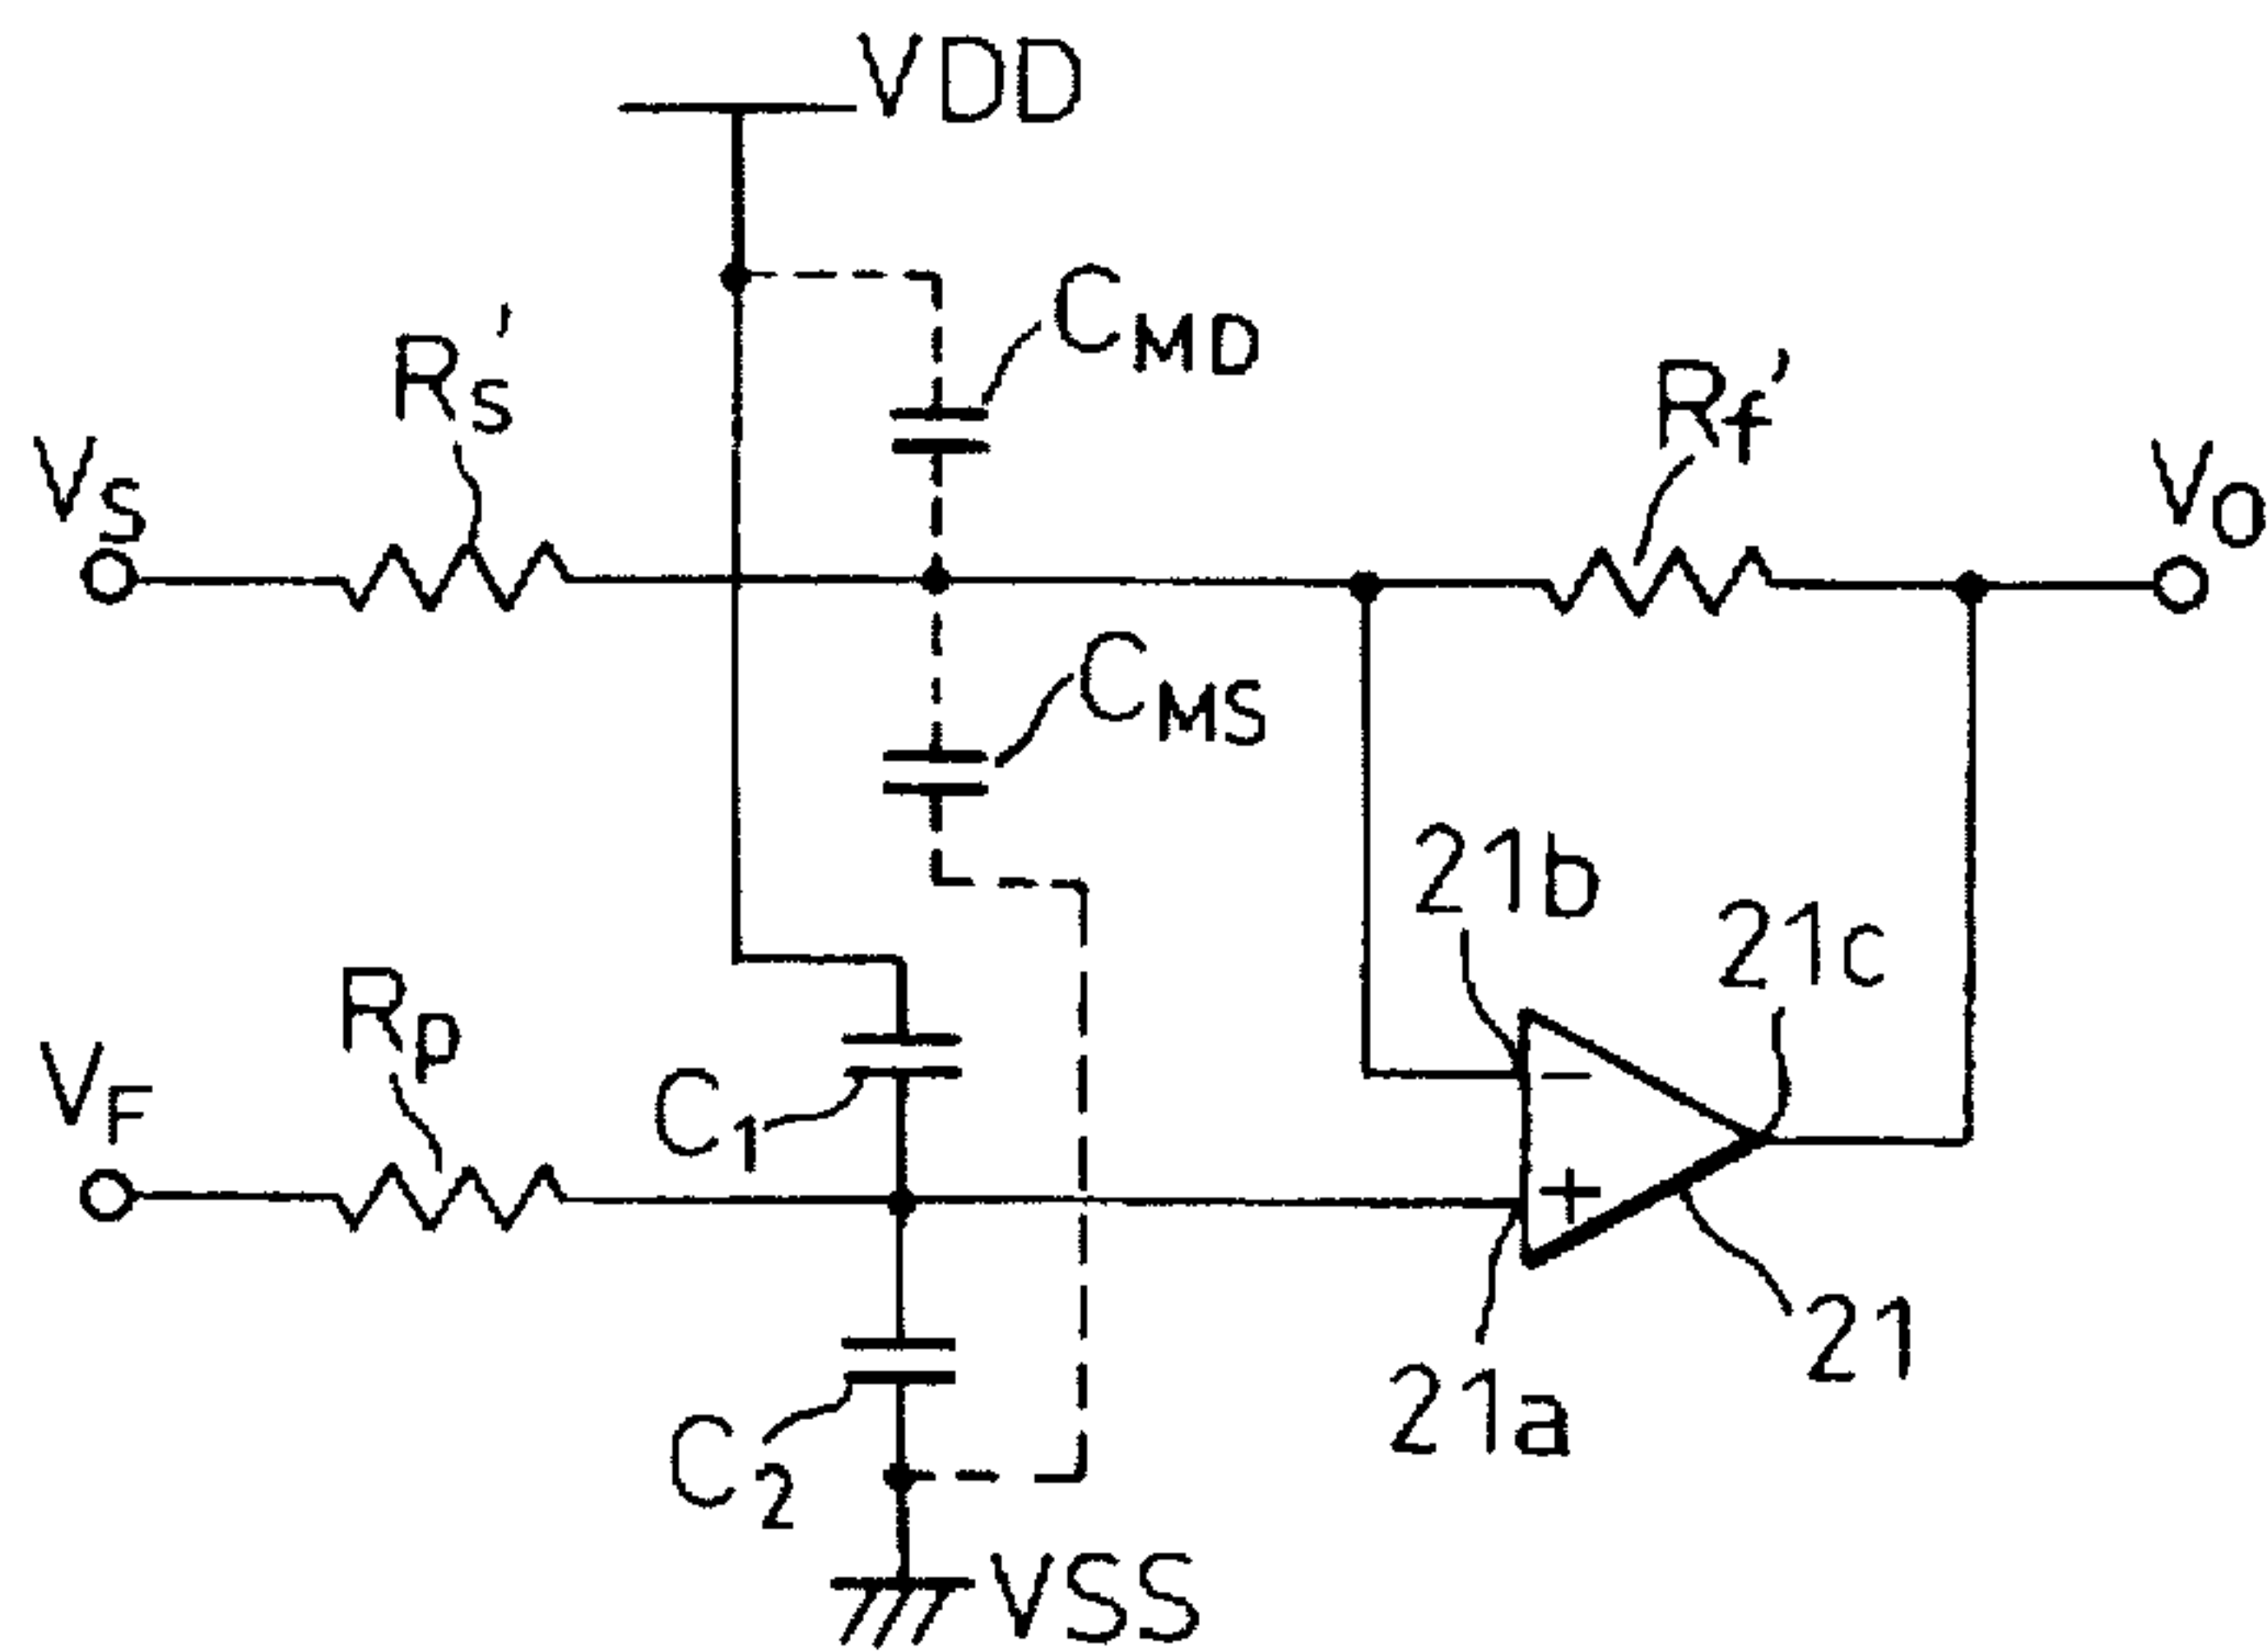 VDD
CMD
Rs'
Rf'
Vs
VO
CMS
21b
21c
Rp
VF
C1
21
21a
C2
VSS